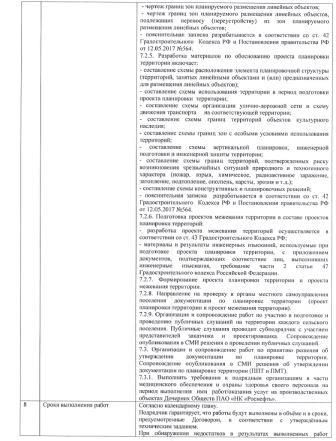 - чертеж границ зон планируемого размещения линейных объектов;
- чертеж границ зон планируемого размещения линейных объектов, подлежащих переносу (переустройству) из зон планируемого размещения линейных объектов;
- пояснительная записка разрабатывается в соответствии со ст. 42
Градостроительного Кодекса РФ и Постановления правительства РФ
от 12.05.2017 №564.
7.2.5. Разработка материалов по обоснованию проекта планировки
территории включает:
- составление схемы расположения элемента планировочной структуры
(территорий, занятых линейными объектами и (или) предназначенных
для размещения линейных объектов);
- составление схемы использования территории в период подготовки
проекта планировки территории;
- составление схемы организации улично-дорожной сети и схему
движения транспорта на соответствующей территории;
- составление схемы границ территорий объектов культурного
наследия;
- составление схемы границ зон с особыми условиями использования
территорий;
- составление схемы вертикальной планировки, инженерной
подготовки и инженерной защиты территории;
- составление схемы границ территорий, подтвержденных риску
возникновения чрезвычайных ситуаций природного и техногенного
характера (пожар, взрыв, химическое, радиоактивное заражение,
затопление, подтопление, оползень, карсты, эрозия и т.д.);
- составление схемы конструктивных и планировочных решений;
- пояснительная записка разрабатывается в соответствии со ст. 42
Градостроительного Кодекса РФ и Постановления правительства РФ
от 12.05.2017 №564.
7.2.6. Подготовка проектов межевания территории в составе проектов
планировки территорий:
- разработка проекта межевания территорий осуществляется в
соответствии со ст. 43 Градостроительного Кодекса РФ;
- материалы и результаты инженерных изысканий, используемые при
подготовке проекта планировки территории, с приложением
документов, подтверждающих соответствие лиц, выполнивших
инженерные изыскания, требованиям части 2 статьи 47
Градостроительного кодекса Российской Федерации.
7.2.7. Формирование проекта планировки территории и проекта
межевания территории.
7.2.8. Направление на проверку в органы местного самоуправления
поселения документации по планировке территории (проект
планировки территории и проект межевания территории).
7.2.9. Организация и сопровождение работ по участию в подготовке и
проведению публичных слушаний на территории каждого сельского
поселения. Публичные слушания проводит субподрядчик с участием
представителей заказчика и проектировщика. Сопровождение
опубликования в СМИ решения о проведении публичных слушаний.
7.3. Организация и сопровождение работ по принятию решения об
утверждении документации по планировке территории.
Сопровождение опубликования в СМИ решения об утверждении
документации по планировке территории (ППТ и ПМТ).
7.3.1. Выполнять требования к подрядным организациям в части
медицинского обеспечения и охраны здоровья своего персонала на
период выполнения ими работ/оказания услуг на производственных
объектах Дочерних Обществ ПАО «НК «Роснефть».
8 Сроки выполнения работ Согласно календарному плану.
Подрядчик гарантирует, что работы будут выполнены в объёме и в сроки,
предусмотренные Договором, в соответствии с утверждённым
техническим заданием.
При обнаружении недостатков в результатах выполненных работ